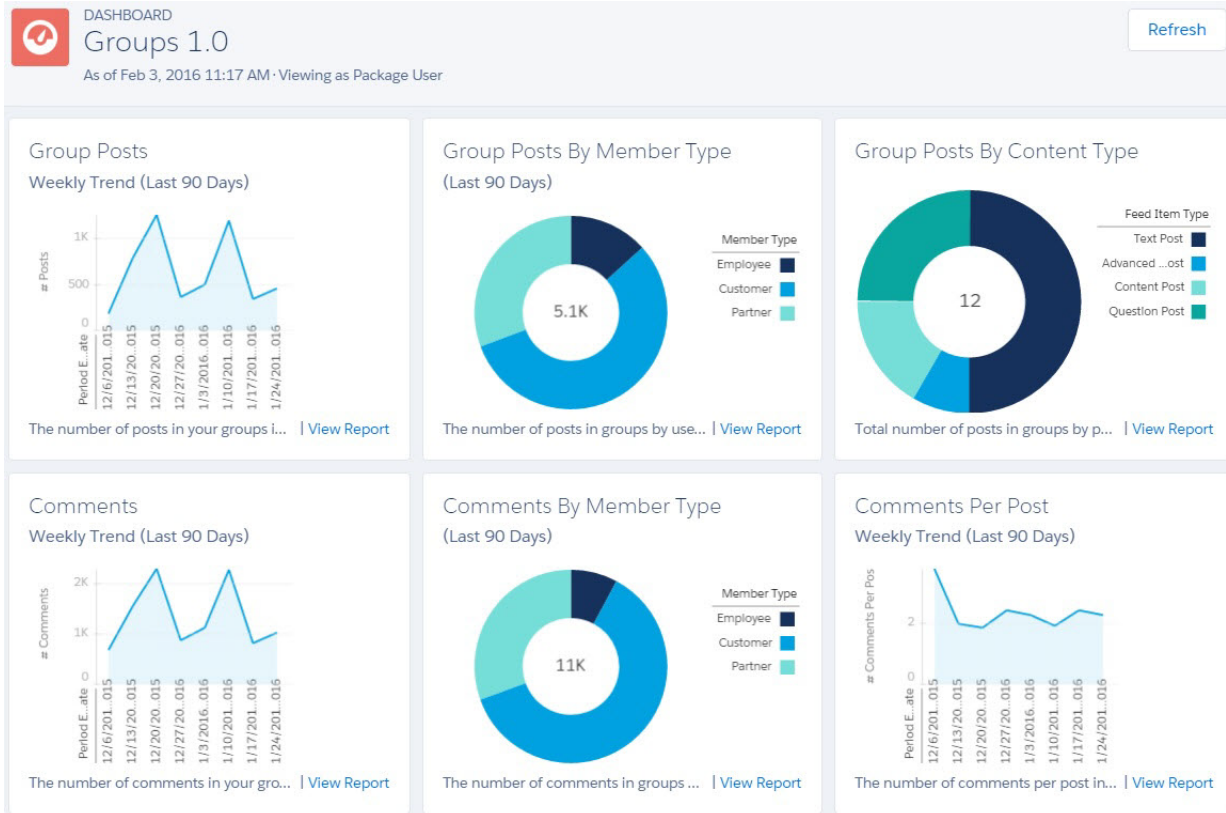 DASHBOARD
Groups 1.0
As of Feb 3, 2016 11:17 AM · Viewing as Package User
Refresh
Group Posts
Weekly Trend (Last 90 Days)
# Posts
1K
500
0
Period E...ate
12/6/201...015
12/13/20...015
12/20/20...015
12/27/20...016
1/3/2016...016
1/10/201...016
1/17/201...016
1/24/201...016
The number of posts in your groups i... | View Report
Group Posts By Member Type
(Last 90 Days)
5.1K
Member Type
Employee
Customer
Partner
The number of posts in groups by use... | View Report
Group Posts By Content Type
12
Feed Item Type
Text Post
Advanced ...ost
Content Post
Question Post
Total number of posts in groups by p... | View Report
Comments
Weekly Trend (Last 90 Days)
# Comments
2K
1K
0
Period E...ate
12/6/201...015
12/13/20...015
12/20/20...015
12/27/20...016
1/3/2016...016
1/10/201...016
1/17/201...016
1/24/201...016
The number of comments in your gro... | View Report
Comments By Member Type
(Last 90 Days)
11K
Member Type
Employee
Customer
Partner
The number of comments in groups ... | View Report
Comments Per Post
Weekly Trend (Last 90 Days)
# Comments Per Pos
2
0
Period E...ate
12/6/201...015
12/13/20...015
12/20/20...015
12/27/20...016
1/3/2016...016
1/10/201...016
1/17/201...016
1/24/201...016
The number of comments per post in... | View Report